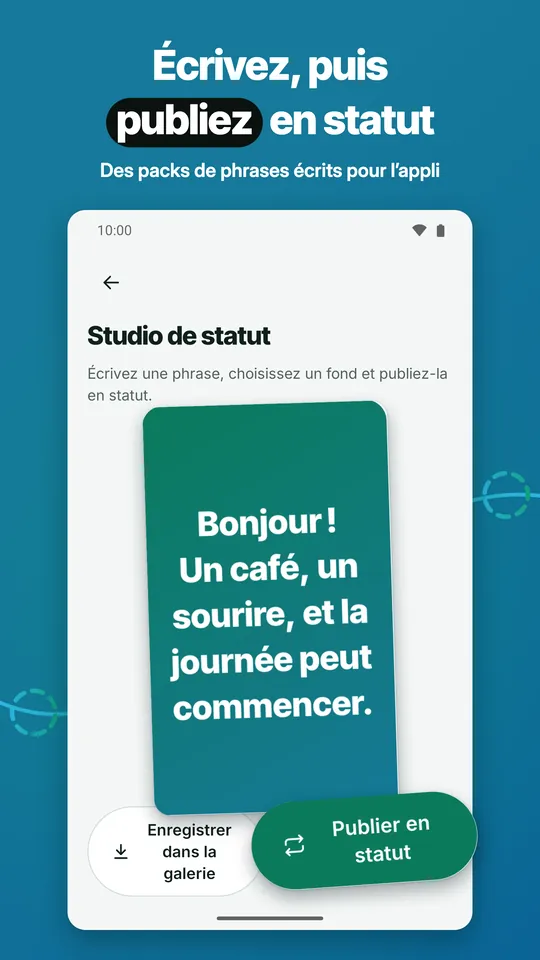 Écrivez, puis
publiez en statut
Des packs de phrases écrits pour l’appli
10:00
Studio de statut
Écrivez une phrase, choisissez un fond et publiez-la
en statut.
Bonjour !
Un café, un
sourire, et la
journée peut
commencer.
Enregistrer
dans la
galerie
Publier en
statut